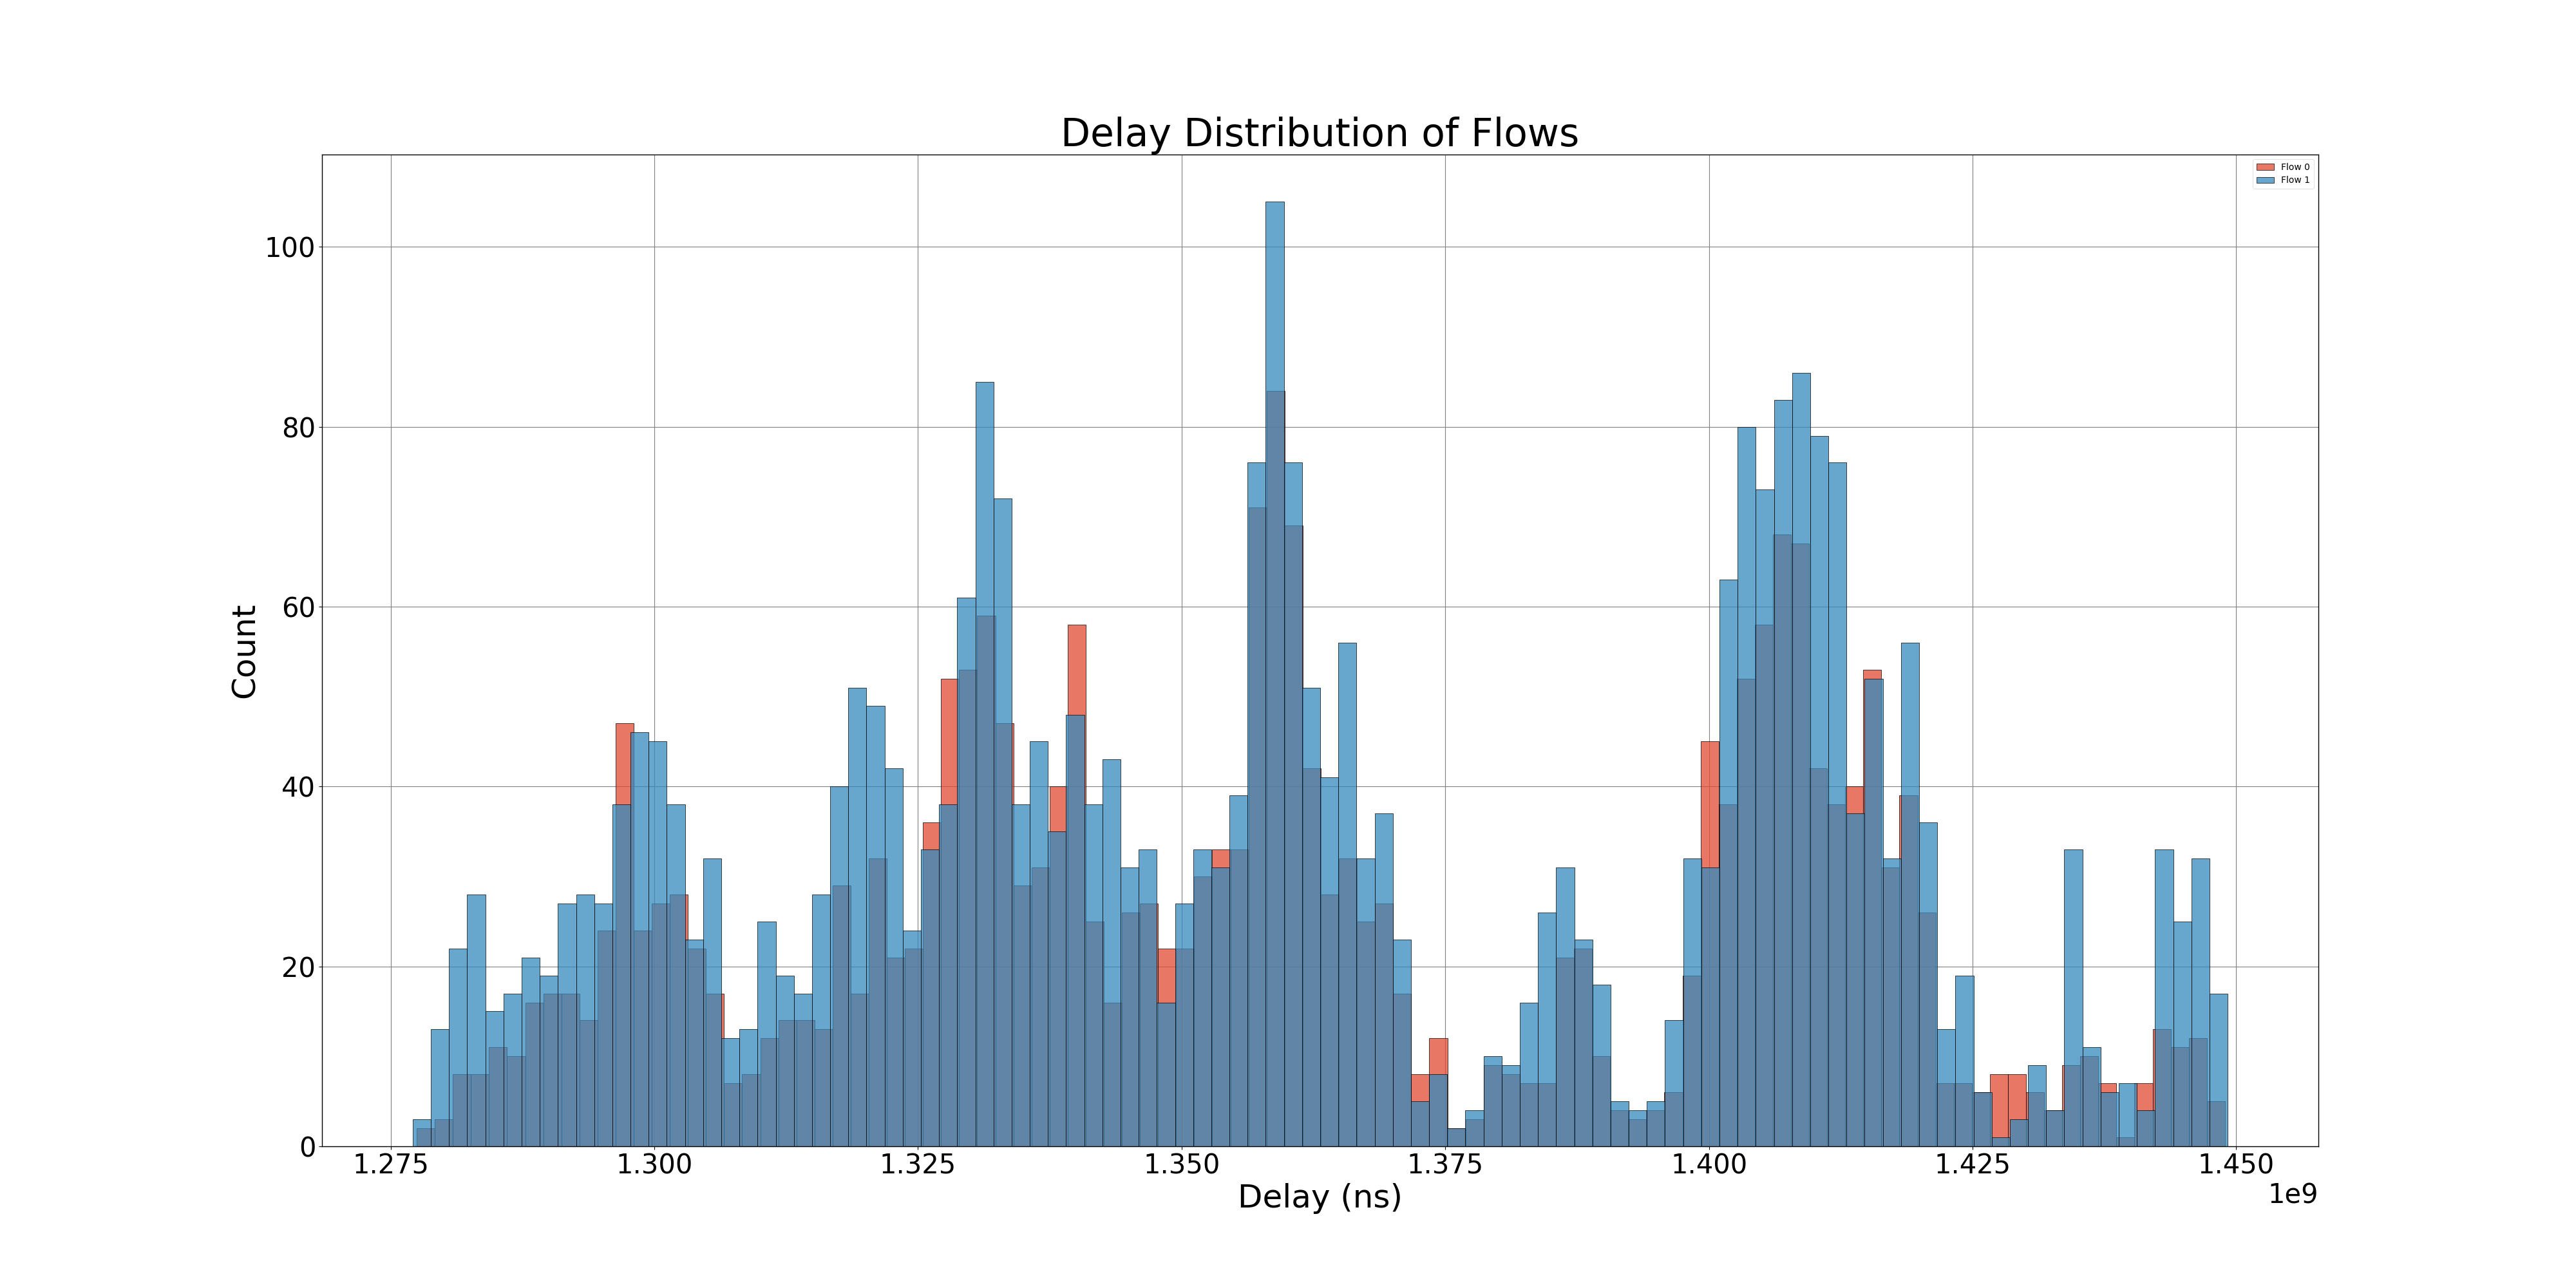 Delay Distribution of Flows
Flow 0
Flow 1
100
80
60
40
20
0
Count
1.275 1.300 1.325 1.350 1.375 1.400 1.425 1.450
1e9
Delay (ns)